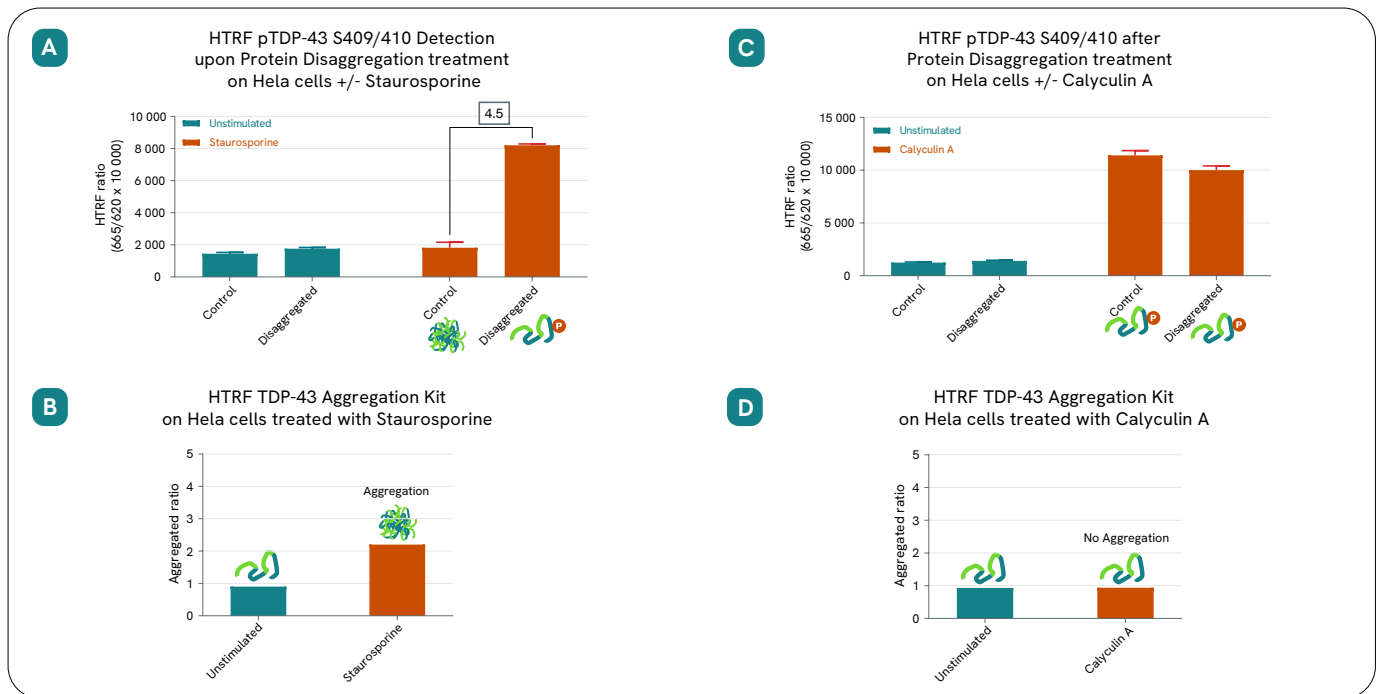 A
HTRF pTDP-43 S409/410 Detection
upon Protein Disaggregation treatment
on Hela cells +/- Staurosporine
HTRF ratio
(665/620 x 10 000)
10 000
8 000
6 000
4 000
2 000
0
Unstimulated
Staurosporine
4.5
Control
Disaggregated
Control
Disaggregated
P
C
HTRF pTDP-43 S409/410 after
Protein Disaggregation treatment
on Hela cells +/- Calyculin A
HTRF ratio
(665/620 x 10 000)
15 000
10 000
5 000
0
Unstimulated
Calyculin A
Control
Disaggregated
Control
Disaggregated
P
P
B
HTRF TDP-43 Aggregation Kit
on Hela cells treated with Staurosporine
Aggregated ratio
5
4
3
2
1
0
Aggregation
Unstimulated
Staurosporine
D
HTRF TDP-43 Aggregation Kit
on Hela cells treated with Calyculin A
Aggregated ratio
5
4
3
2
1
0
No Aggregation
Unstimulated
Calyculin A